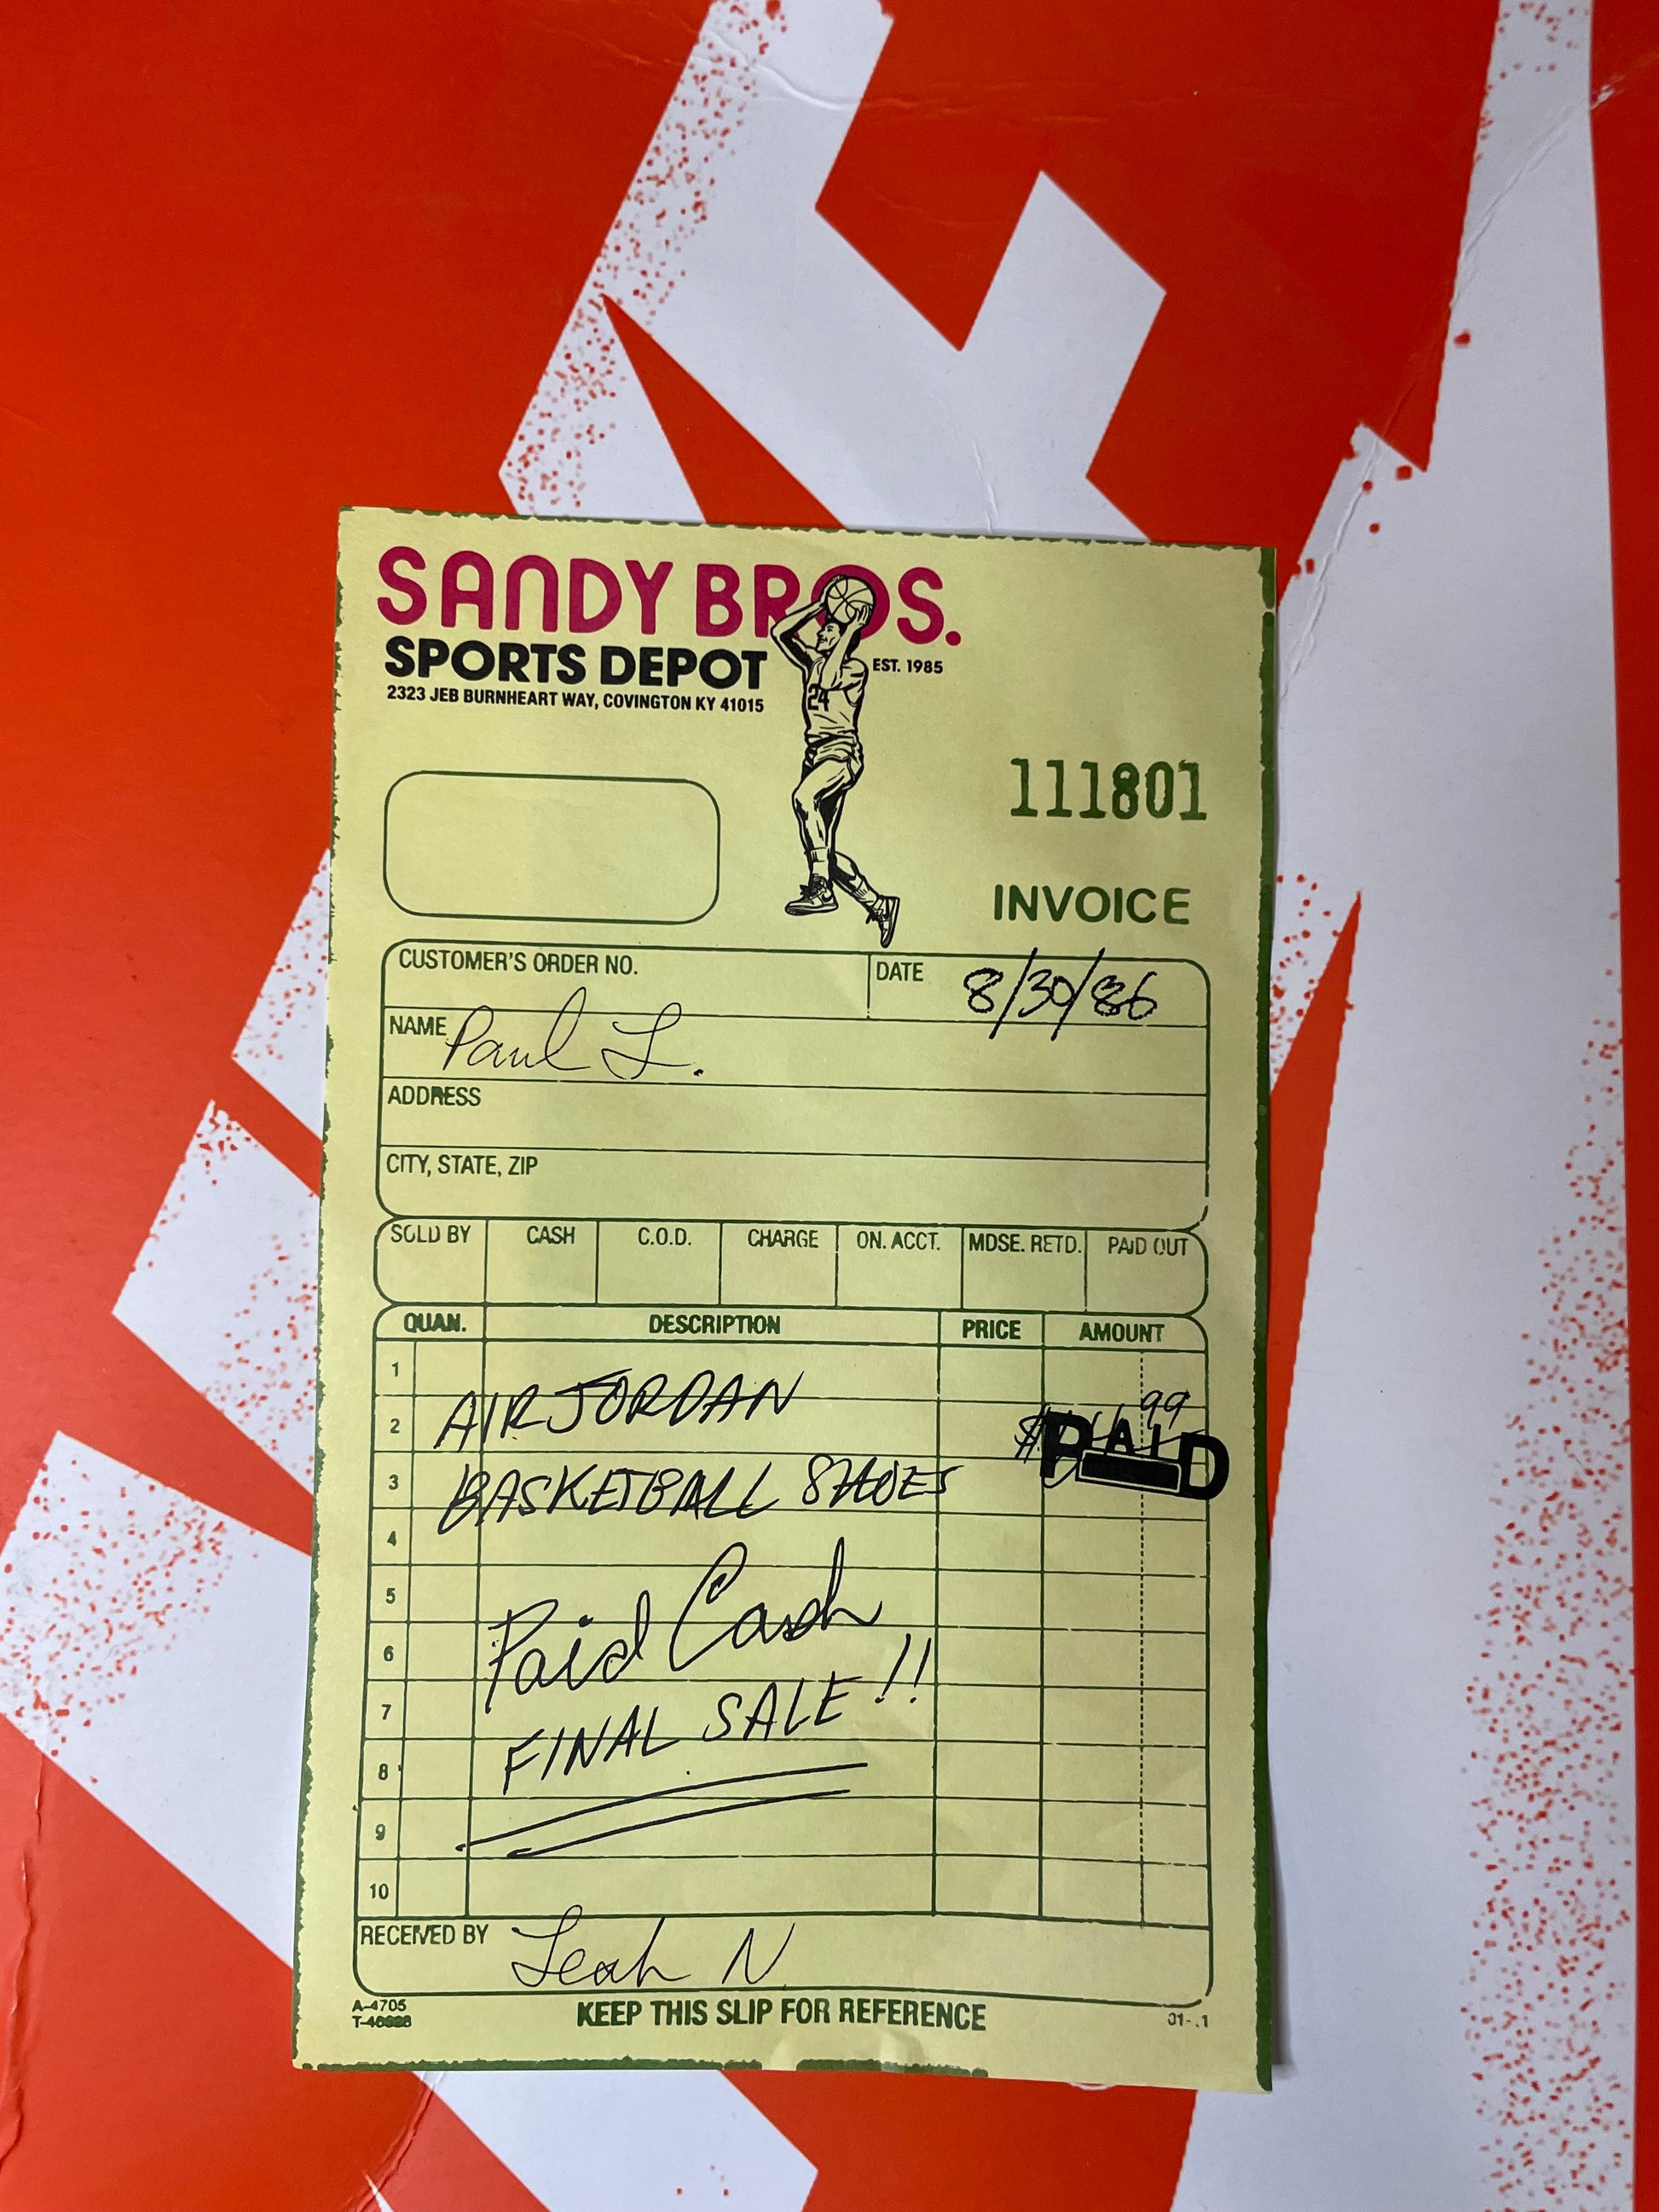 SANDY BROS.
SPORTS DEPOT
EST. 1985
2323 JEB BURNHEART WAY, COVINGTON KY 41015
24
111801
INVOICE
CUSTOMER'S ORDER NO. DATE 8/30/86
NAME Paul L.
ADDRESS
CITY, STATE, ZIP
SOLD BY CASH C.O.D. CHARGE ON. ACCT. MDSE. RETD. PAID OUT
QUAN. DESCRIPTION PRICE AMOUNT
1
2 AIR JORDAN 99
PAID
3 BASKETBALL SHOES
4
5
6 Paid Cash
7 FINAL SALE!!
8
9
10
RECEIVED BY Leah N
A-4705
KEEP THIS SLIP FOR REFERENCE